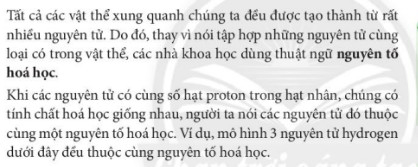 Tất cả các vật thể xung quanh chúng ta đều được tạo thành từ rất
nhiều nguyên tử. Do đó, thay vì nói tập hợp những nguyên tử cùng
loại có trong vật thể, các nhà khoa học dùng thuật ngữ nguyên tố
hoá học.
Khi các nguyên tử có cùng số hạt proton trong hạt nhân, chúng có
tính chất hoá học giống nhau, người ta nói các nguyên tử đó thuộc
cùng một nguyên tố hoá học. Ví dụ, mô hình 3 nguyên tử hydrogen
dưới đây đều thuộc cùng nguyên tố hoá học.